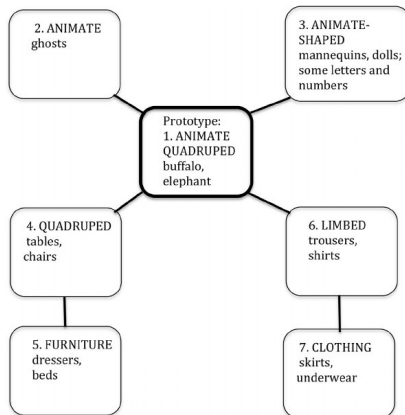 2. ANIMATE
ghosts
3. ANIMATE-
SHAPED
mannequins, dolls;
some letters and
numbers
Prototype:
1. ANIMATE
QUADRUPED
buffalo,
elephant
4. QUADRUPED
tables,
chairs
6. LIMBED
trousers,
shirts
5. FURNITURE
dressers,
beds
7. CLOTHING
skirts,
underwear